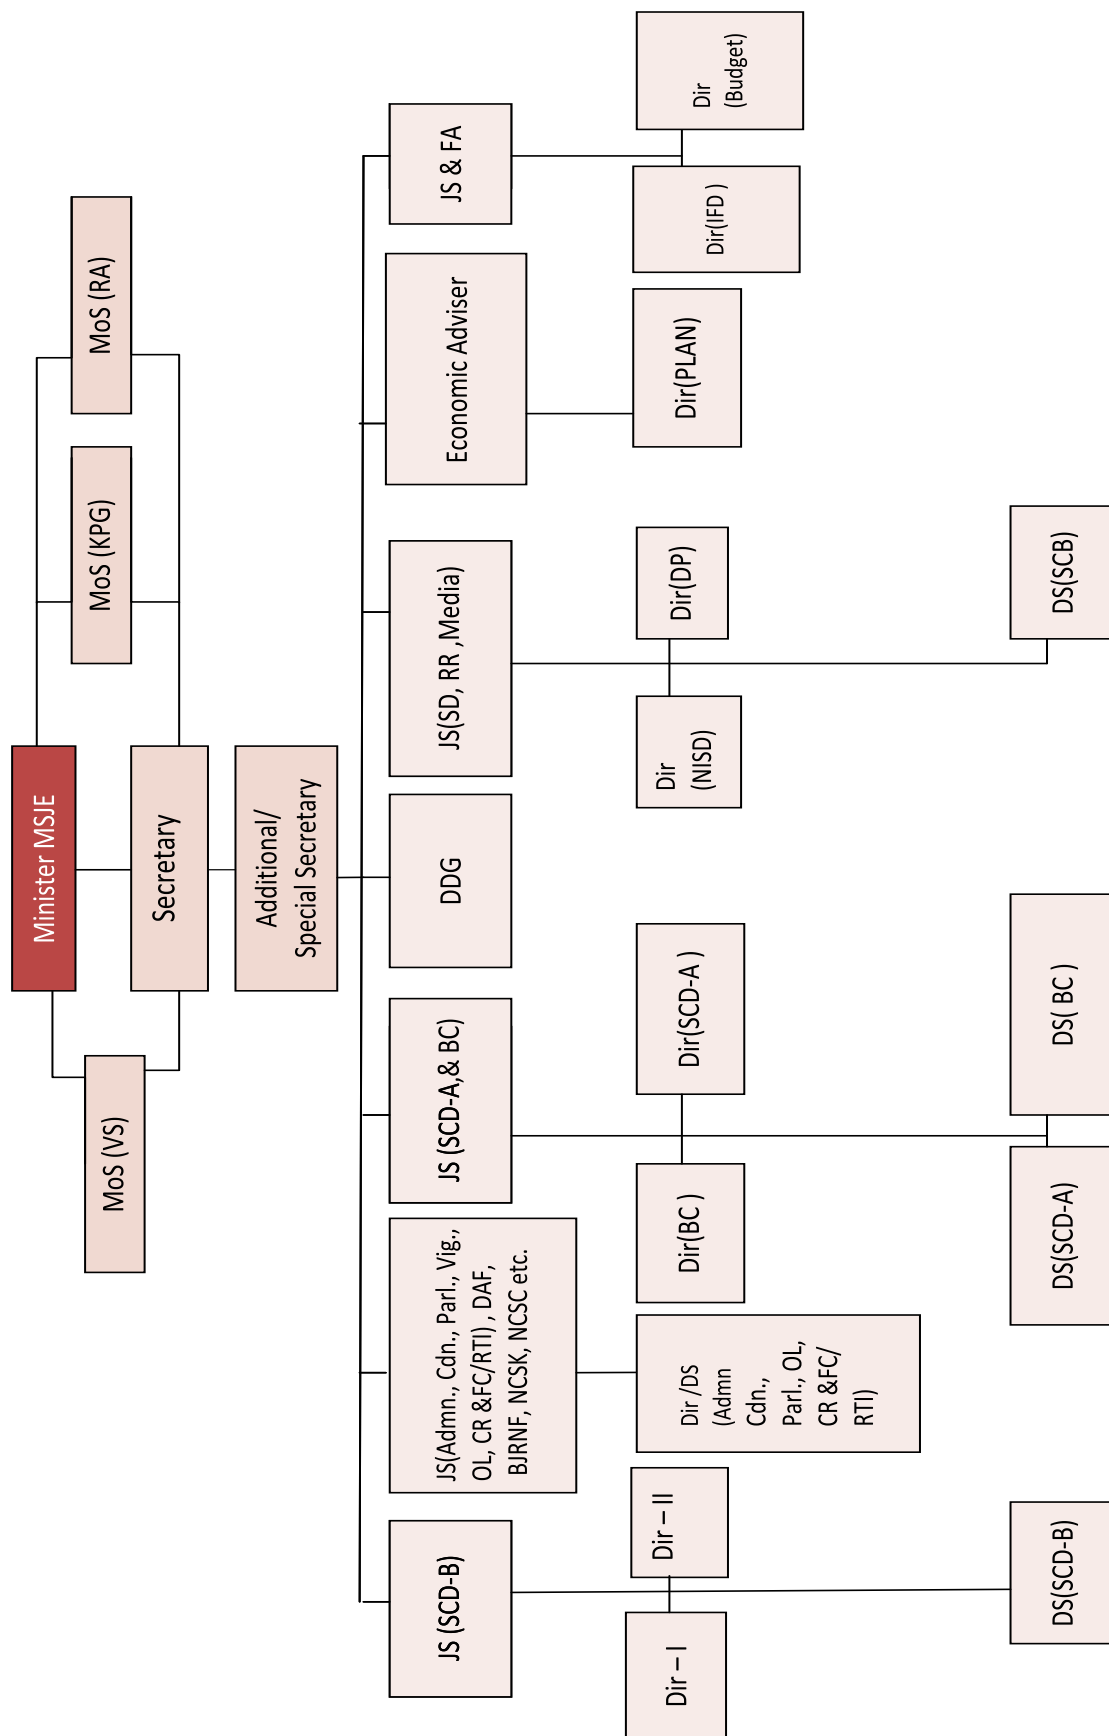 Minister MSJE
MoS (VS)
MoS (KPG)
MoS (RA)
Secretary
Additional/
Special Secretary
JS (SCD-B)
JS(Admn., Cdn., Parl., Vig.,
OL, CR &FC/RTI) , DAF,
BJRNF, NCSK, NCSC etc.
JS (SCD-A,& BC)
DDG
JS(SD, RR ,Media)
Economic Adviser
JS & FA
Dir – I
Dir – II
Dir /DS
(Admn
Cdn.,
Parl., OL,
CR &FC/
RTI)
Dir(BC )
Dir(SCD-A )
Dir
(NISD)
Dir(DP)
Dir(PLAN)
Dir(IFD )
Dir
(Budget)
DS(SCD-B)
DS(SCD-A)
DS( BC )
DS(SCB)